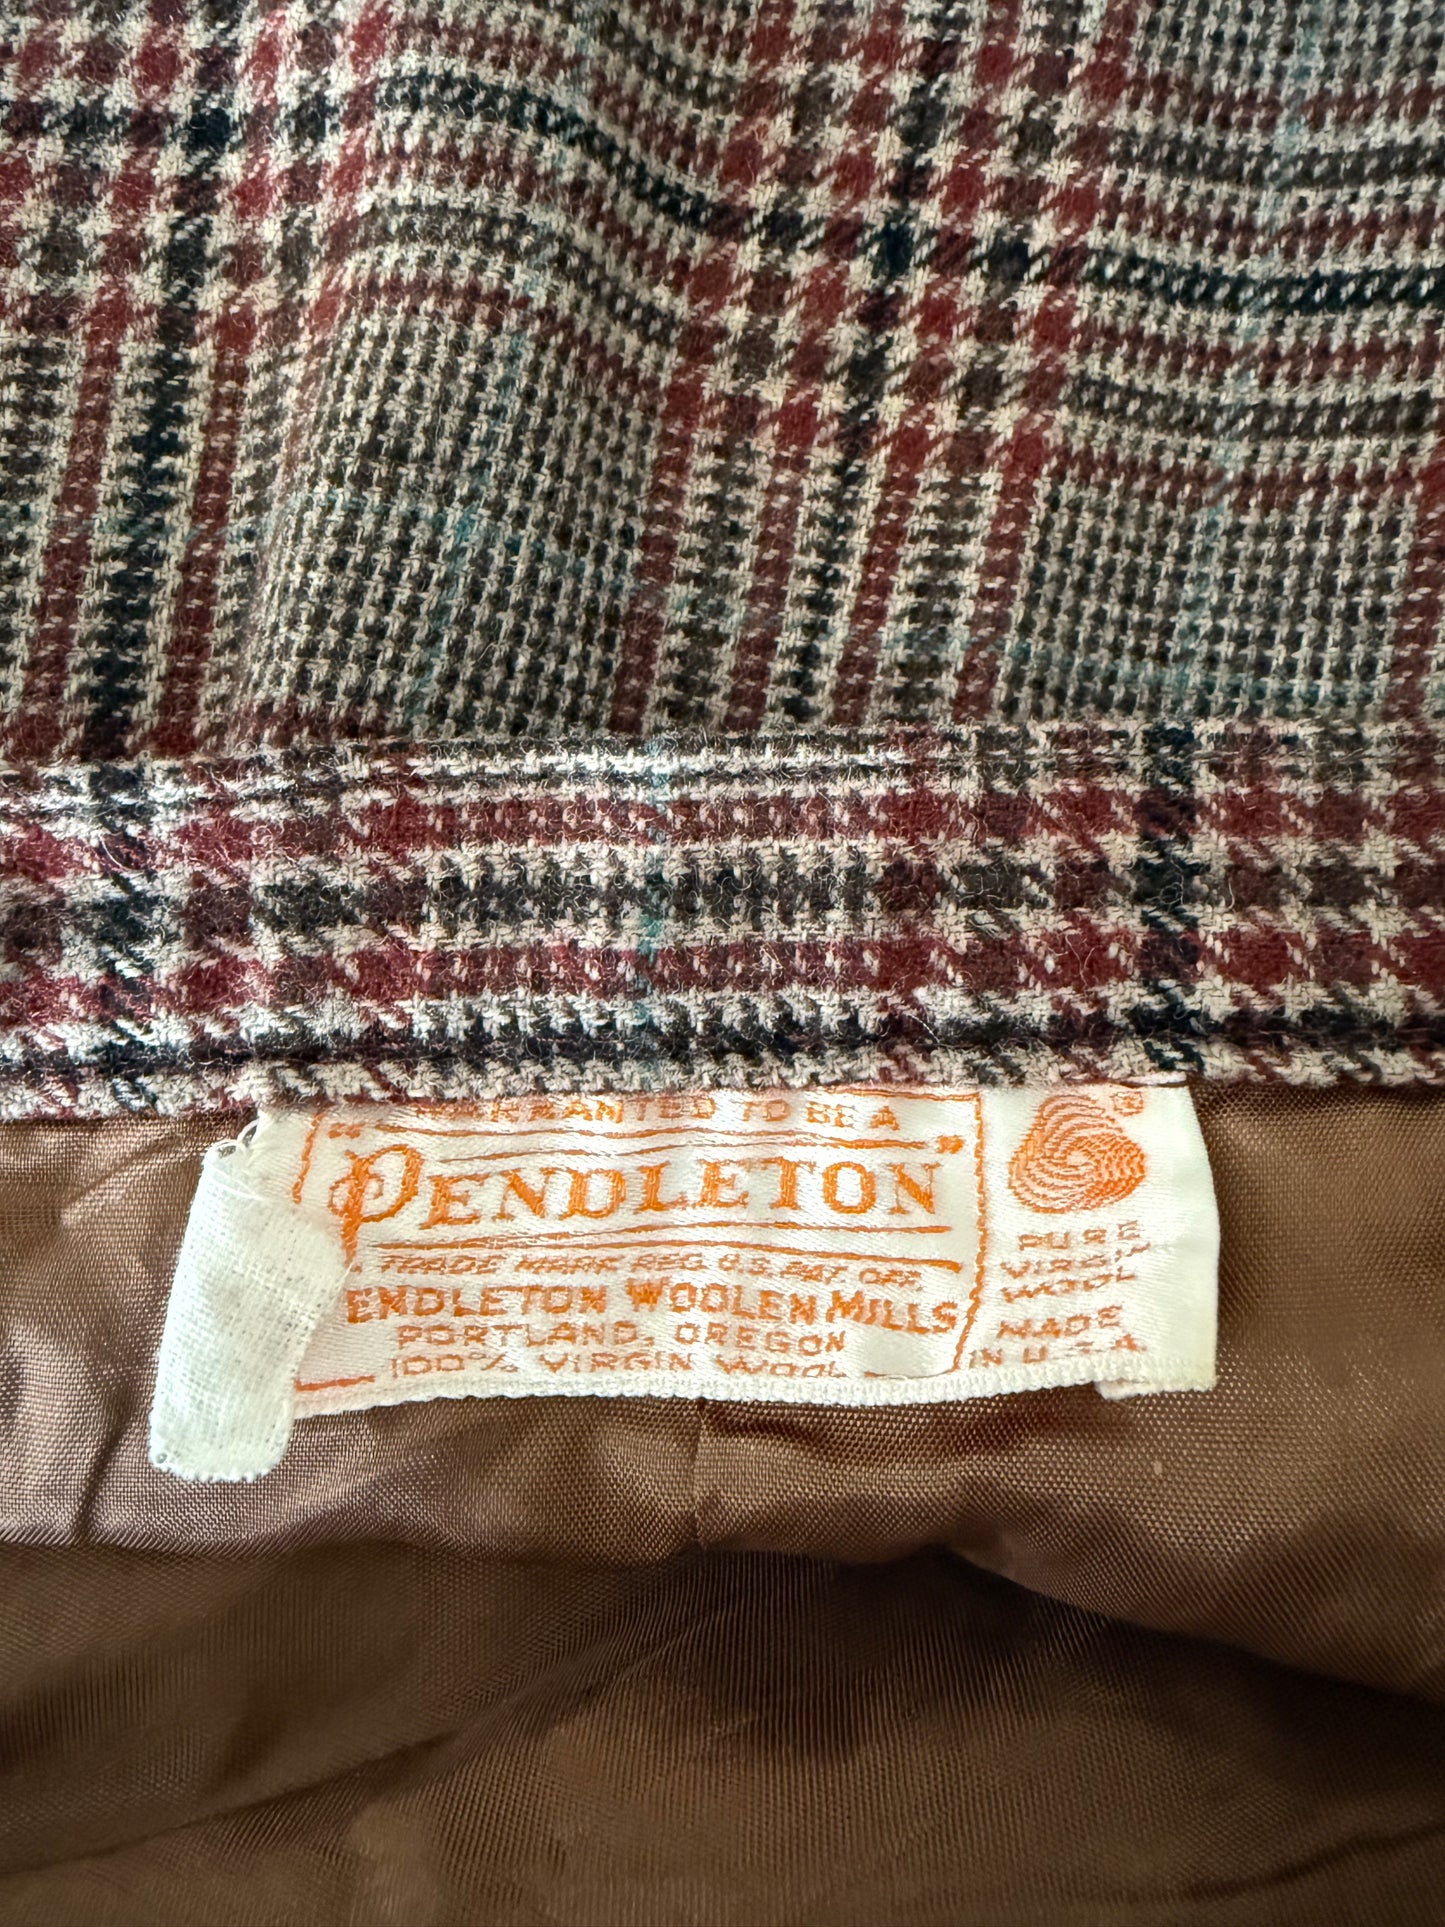 WARRANTED TO BE A
"PENDLETON"
TRADE MARK REG. U.S. PAT. OFF.
ENDLETON WOOLEN MILLS
PORTLAND, OREGON
100% VIRGIN WOOL
®
PURE
VIRGIN
WOOL
MADE
IN U.S.A.